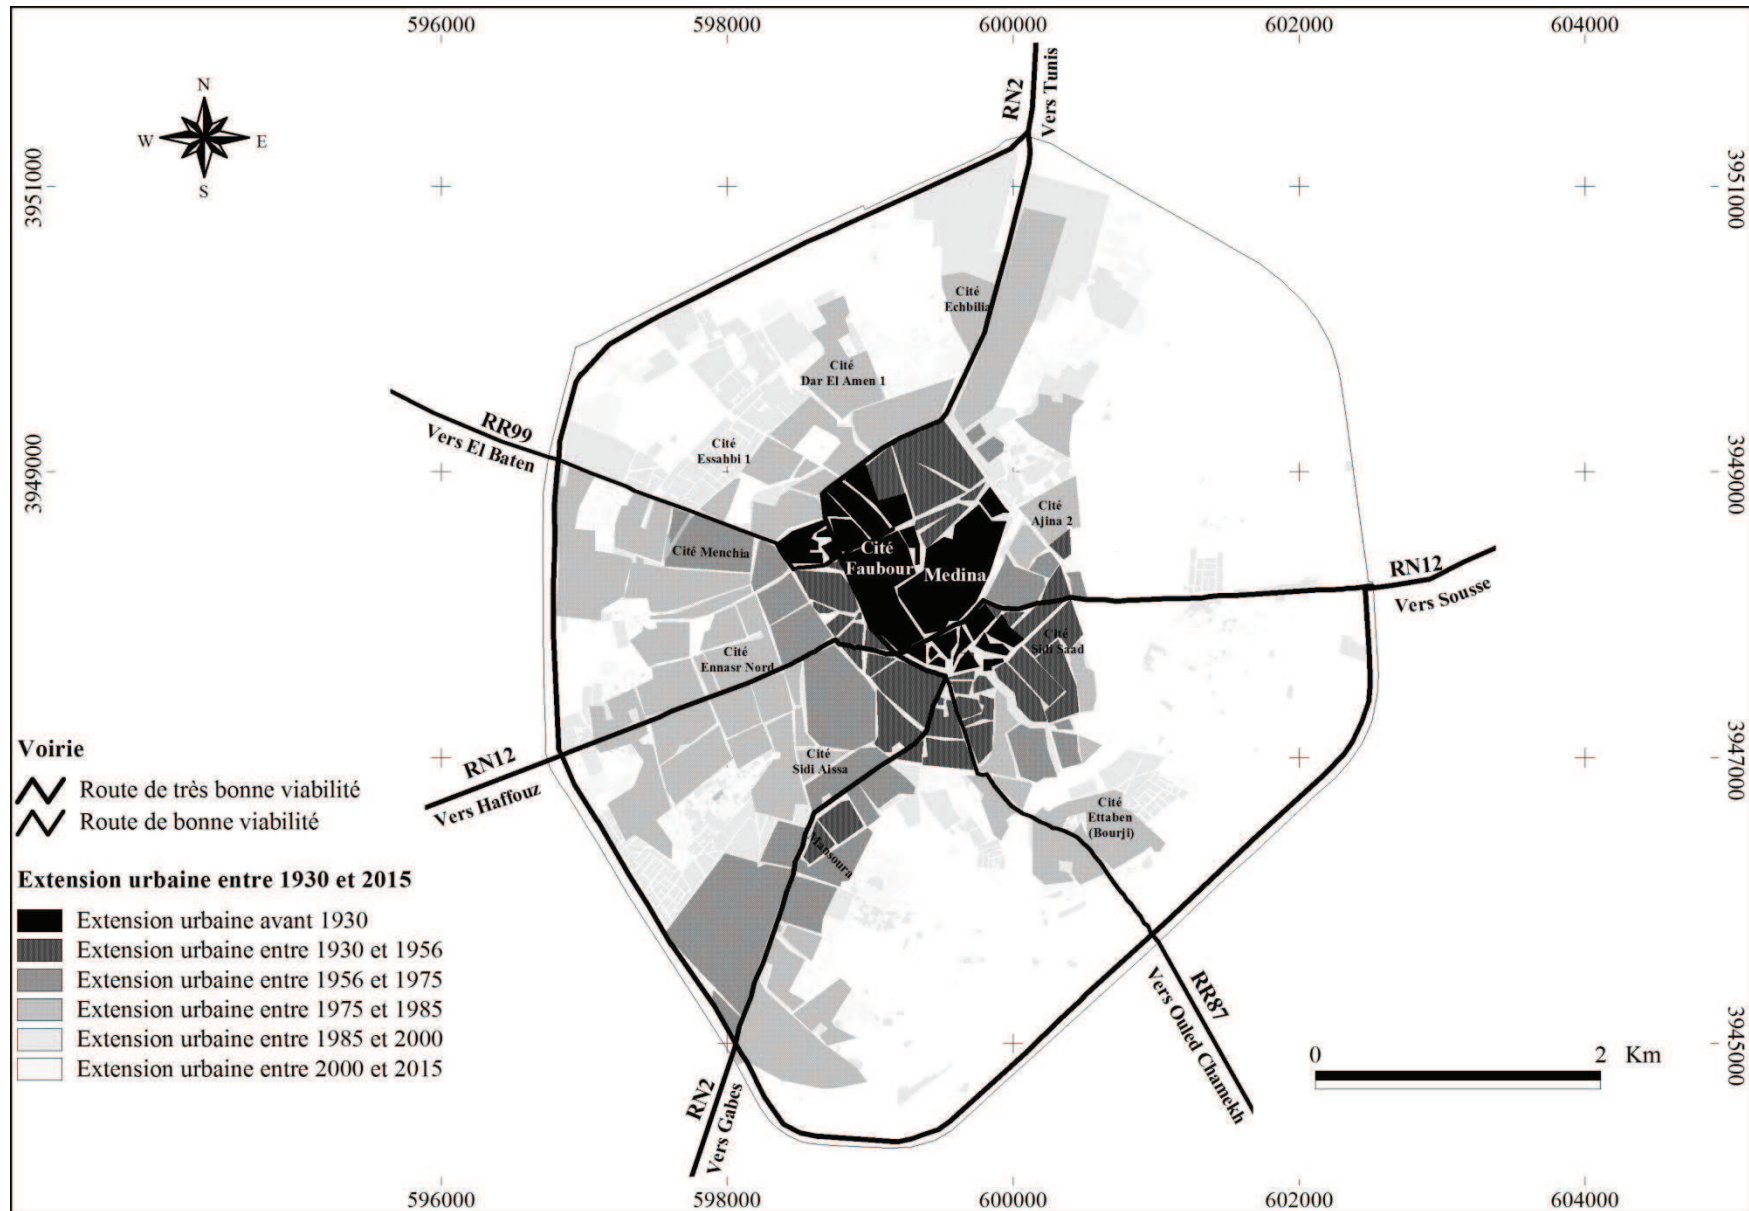 596000
598000
600000
602000
604000
N
W
E
S
3951000
3951000
RN2
Vers Tunis
Cité
Echbilia
Cité
Dar El Amen 1
RR99
Vers El Baten
Cité
Essahbi 1
3949000
3949000
Cité
Ajina 2
Cité Menchia
Cité
Faubour
Medina
RN12
Vers Sousse
Cité
Sidi Saad
Cité
Ennasr Nord
Cité
Sidi Aissa
RN12
Vers Haffouz
3947000
3947000
Cité
Ettaben
(Bourji)
Mansoura
Voirie
Route de très bonne viabilité
Route de bonne viabilité
Extension urbaine entre 1930 et 2015
Extension urbaine avant 1930
Extension urbaine entre 1930 et 1956
Extension urbaine entre 1956 et 1975
Extension urbaine entre 1975 et 1985
Extension urbaine entre 1985 et 2000
Extension urbaine entre 2000 et 2015
RR87
Vers Ouled Chamekh
RN2
Vers Gabes
3945000
0
2
Km
596000
598000
600000
602000
604000